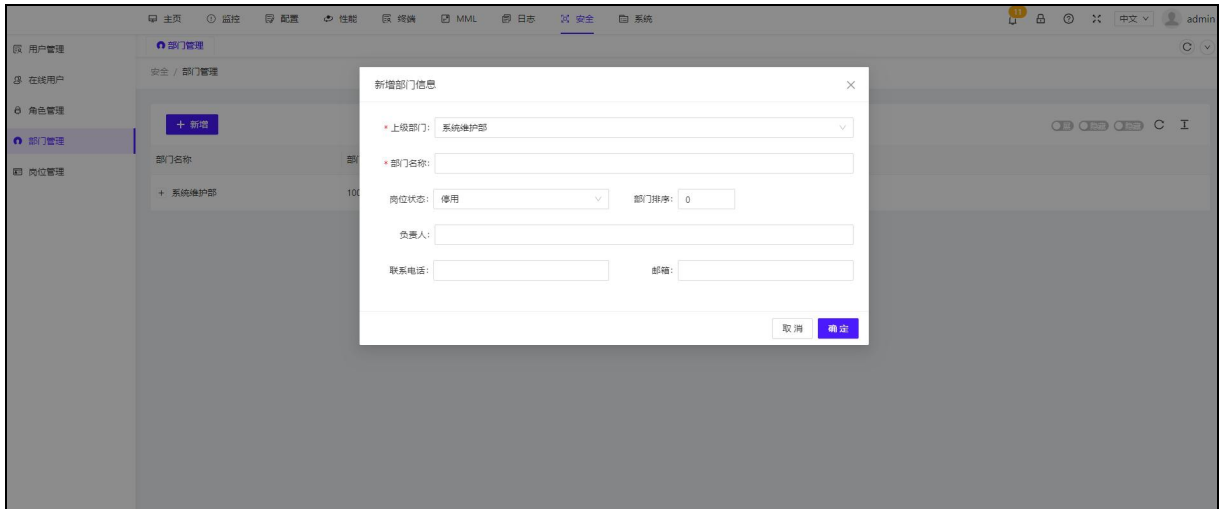 主页 监控 配置 性能 终端 MML 日志 安全 系统 中文 admin
用户管理
在线用户
角色管理
部门管理
岗位管理
部门管理
安全 / 部门管理
+ 新增
部门名称
+ 系统维护部 100
新增部门信息
* 上级部门: 系统维护部
* 部门名称:
岗位状态: 停用 部门排序: 0
负责人:
联系电话: 邮箱:
取消 确定